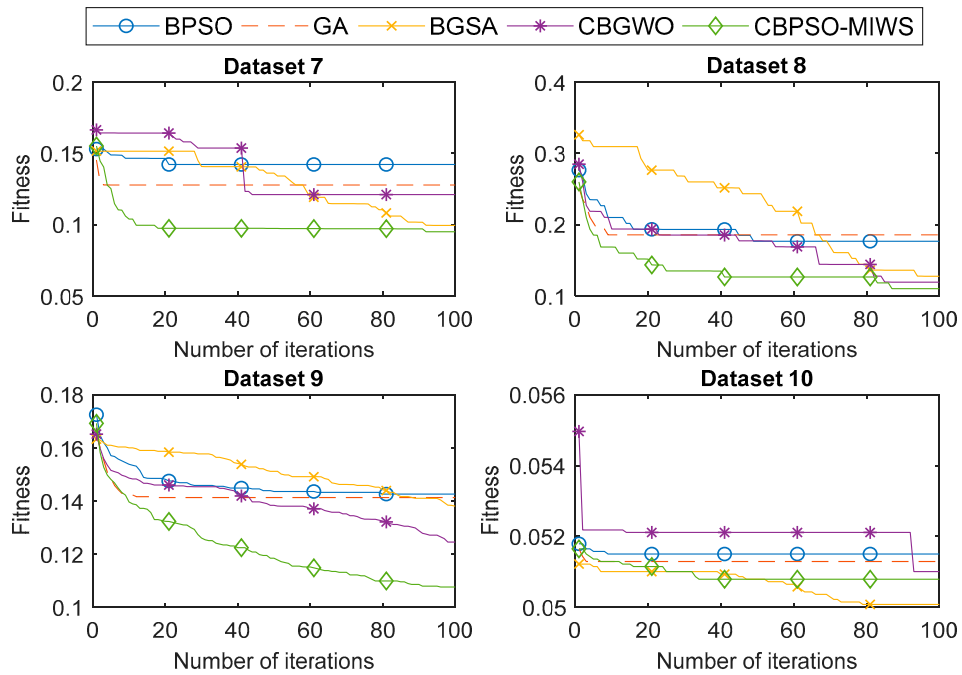 BPSO GA BGSA CBGWO CBPSO-MIWS
Dataset 7
Fitness
0.2
0.15
0.1
0.05
0 20 40 60 80 100
Number of iterations
Dataset 8
Fitness
0.4
0.3
0.2
0.1
0 20 40 60 80 100
Number of iterations
Dataset 9
Fitness
0.18
0.16
0.14
0.12
0.1
0 20 40 60 80 100
Number of iterations
Dataset 10
Fitness
0.056
0.054
0.052
0.05
0 20 40 60 80 100
Number of iterations